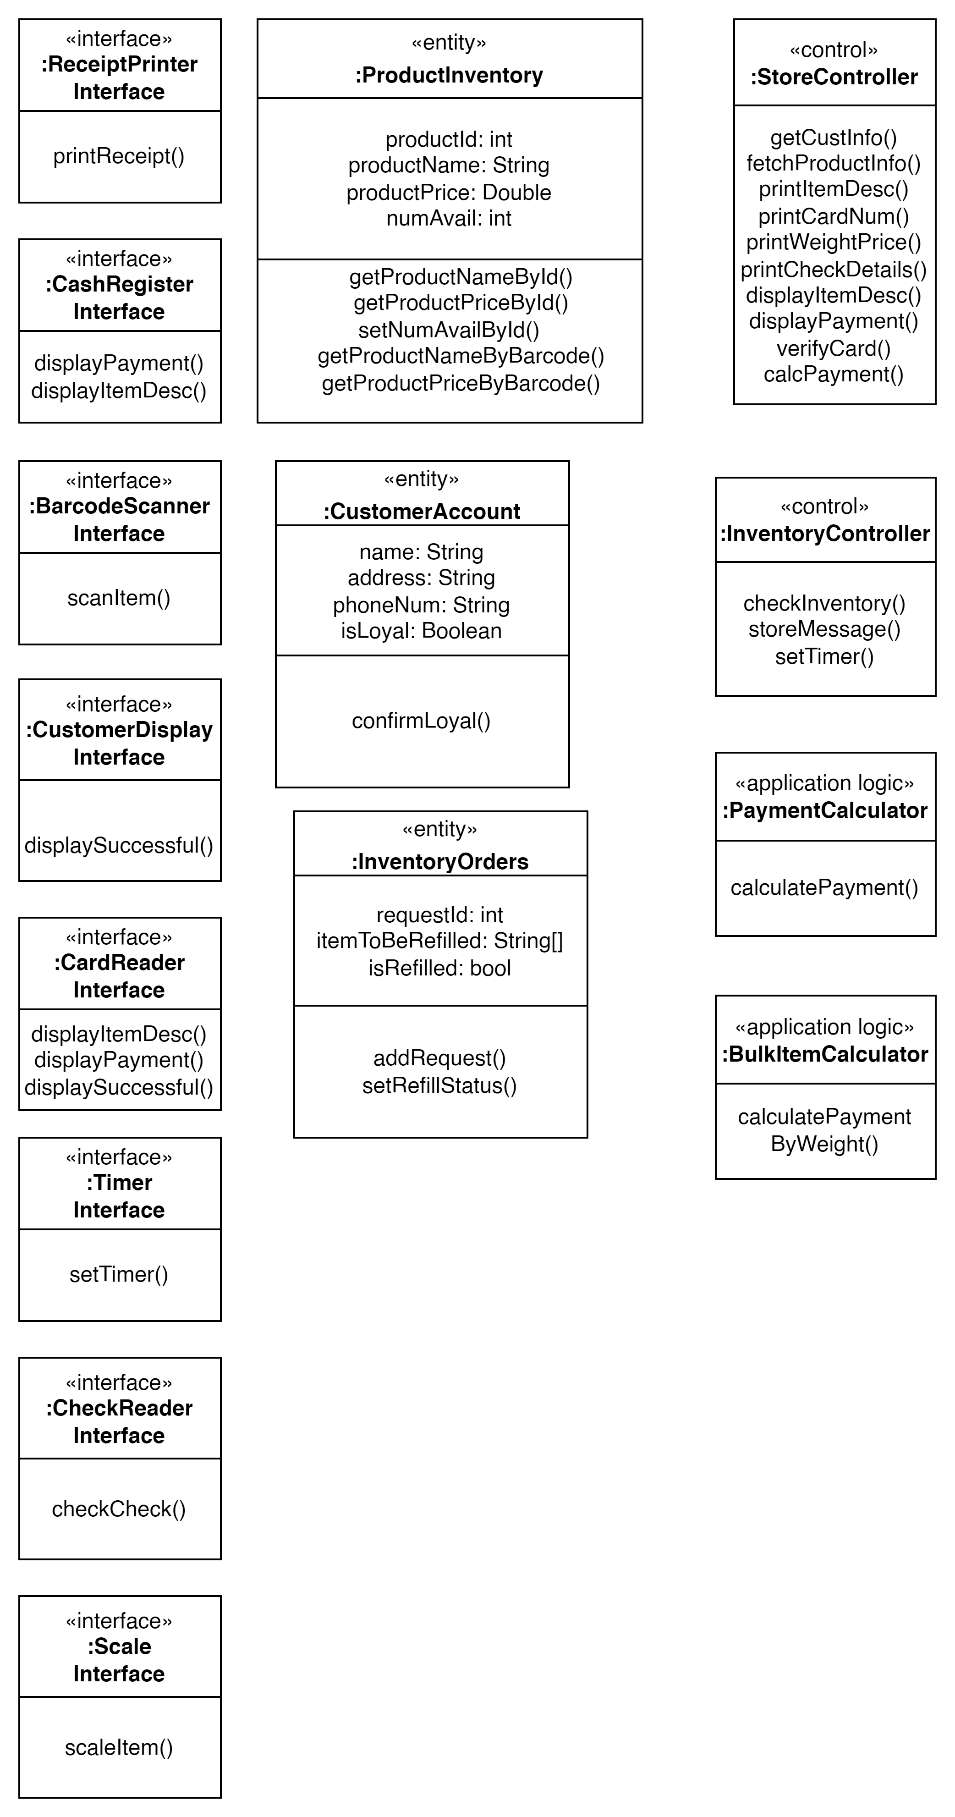 «interface»
:ReceiptPrinter
Interface
printReceipt()
«interface»
:CashRegister
Interface
displayPayment()
displayItemDesc()
«interface»
:BarcodeScanner
Interface
scanItem()
«interface»
:CustomerDisplay
Interface
displaySuccessful()
«interface»
:CardReader
Interface
displayItemDesc()
displayPayment()
displaySuccessful()
«interface»
:Timer
Interface
setTimer()
«interface»
:CheckReader
Interface
checkCheck()
«interface»
:Scale
Interface
scaleItem()
«entity»
:ProductInventory
productId: int
productName: String
productPrice: Double
numAvail: int
getProductNameById()
getProductPriceById()
setNumAvailById()
getProductNameByBarcode()
getProductPriceByBarcode()
«entity»
:CustomerAccount
name: String
address: String
phoneNum: String
isLoyal: Boolean
confirmLoyal()
«entity»
:InventoryOrders
requestId: int
itemToBeRefilled: String[]
isRefilled: bool
addRequest()
setRefillStatus()
«control»
:StoreController
getCustInfo()
fetchProductInfo()
printItemDesc()
printCardNum()
printWeightPrice()
printCheckDetails()
displayItemDesc()
displayPayment()
verifyCard()
calcPayment()
«control»
:InventoryController
checkInventory()
storeMessage()
setTimer()
«application logic»
:PaymentCalculator
calculatePayment()
«application logic»
:BulkItemCalculator
calculatePayment
ByWeight()